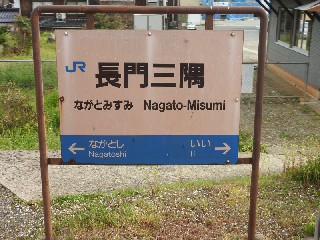 JR
長門三隅
ながとみすみ Nagato-Misumi
← ながとし いい →
Nagatoshi Ii